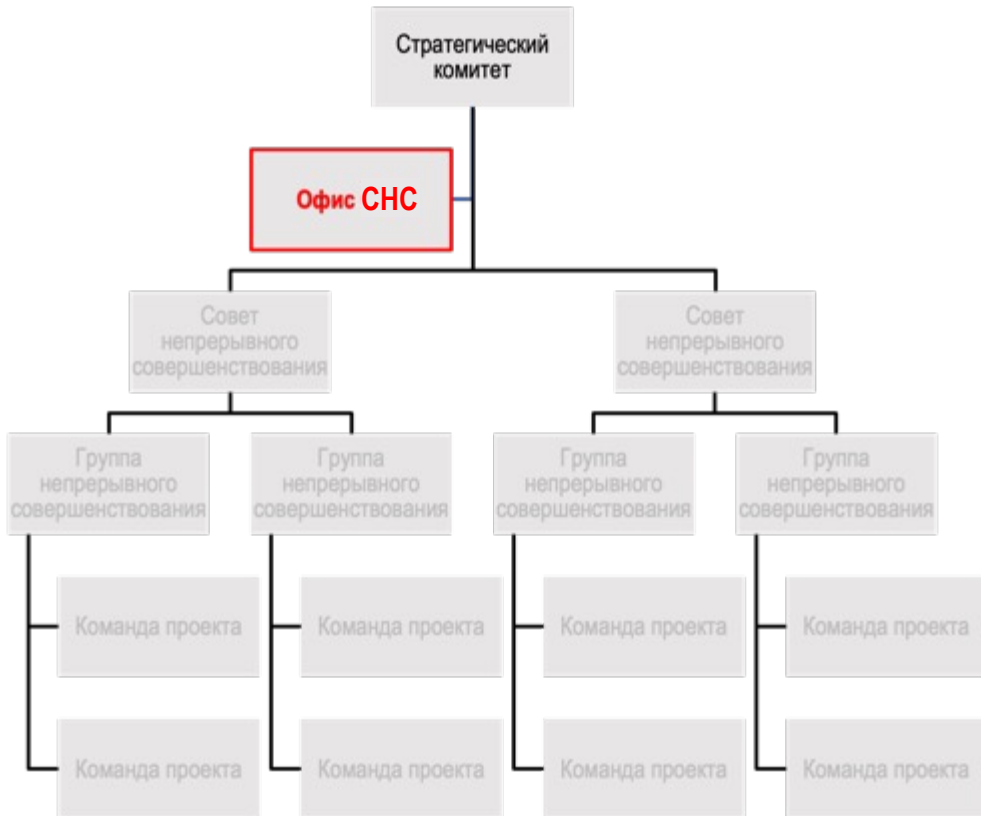 Стратегический
комитет
Офис СНС
Совет
непрерывного
совершенствования
Совет
непрерывного
совершенствования
Группа
непрерывного
совершенствования
Группа
непрерывного
совершенствования
Группа
непрерывного
совершенствования
Группа
непрерывного
совершенствования
Команда проекта
Команда проекта
Команда проекта
Команда проекта
Команда проекта
Команда проекта
Команда проекта
Команда проекта